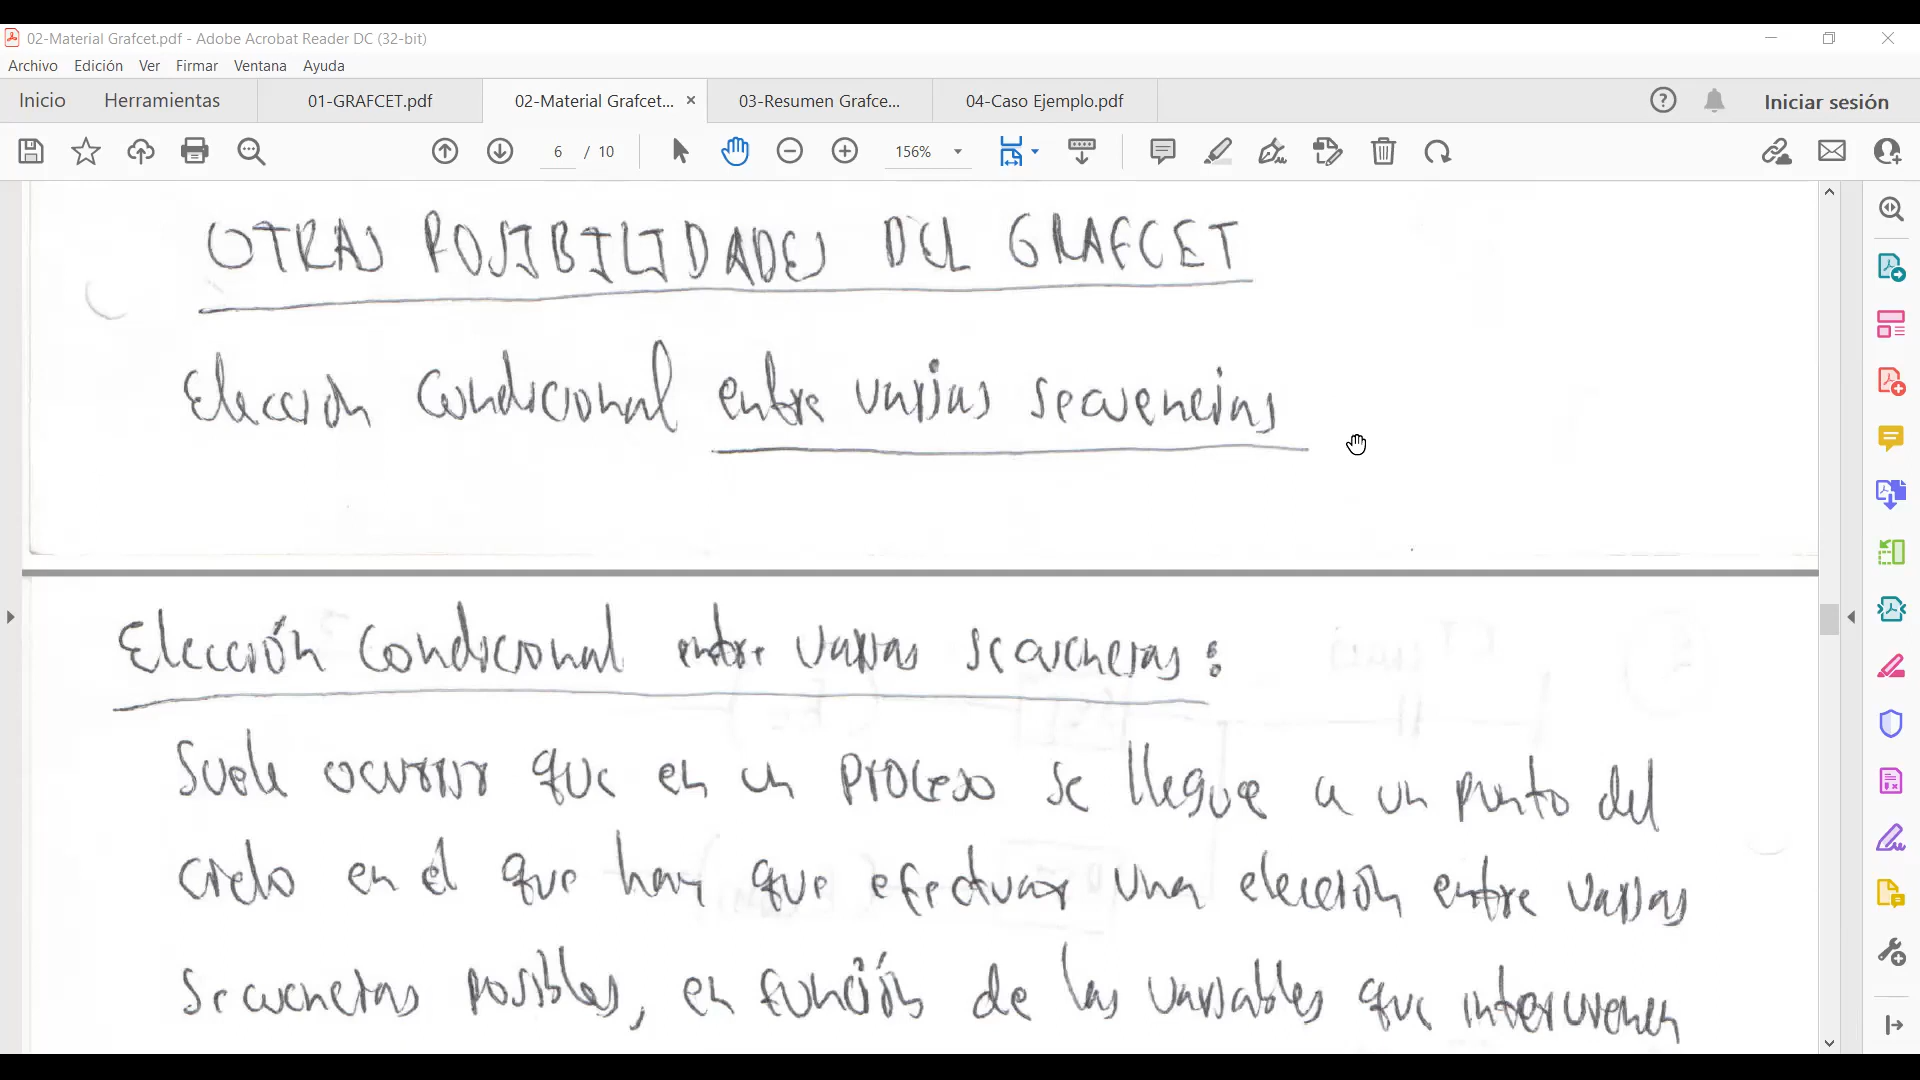 02-Material Grafcet.pdf - Adobe Acrobat Reader DC (32-bit)
Archivo Edición Ver Firmar Ventana Ayuda
Inicio Herramientas 01-GRAFCET.pdf 02-Material Grafcet... × 03-Resumen Grafce... 04-Caso Ejemplo.pdf Iniciar sesión
6 / 10 156%
OTRAS POSIBILIDADES DEL GRAFCET
Elección Condicional entre varias secuencias
Elección Condicional entre varias secuencias:
Suele ocurrir que en un proceso se llegue a un punto del
ciclo en el que hay que efectuar una elección entre varias
secuencias posibles, en función de las variables que intervienen